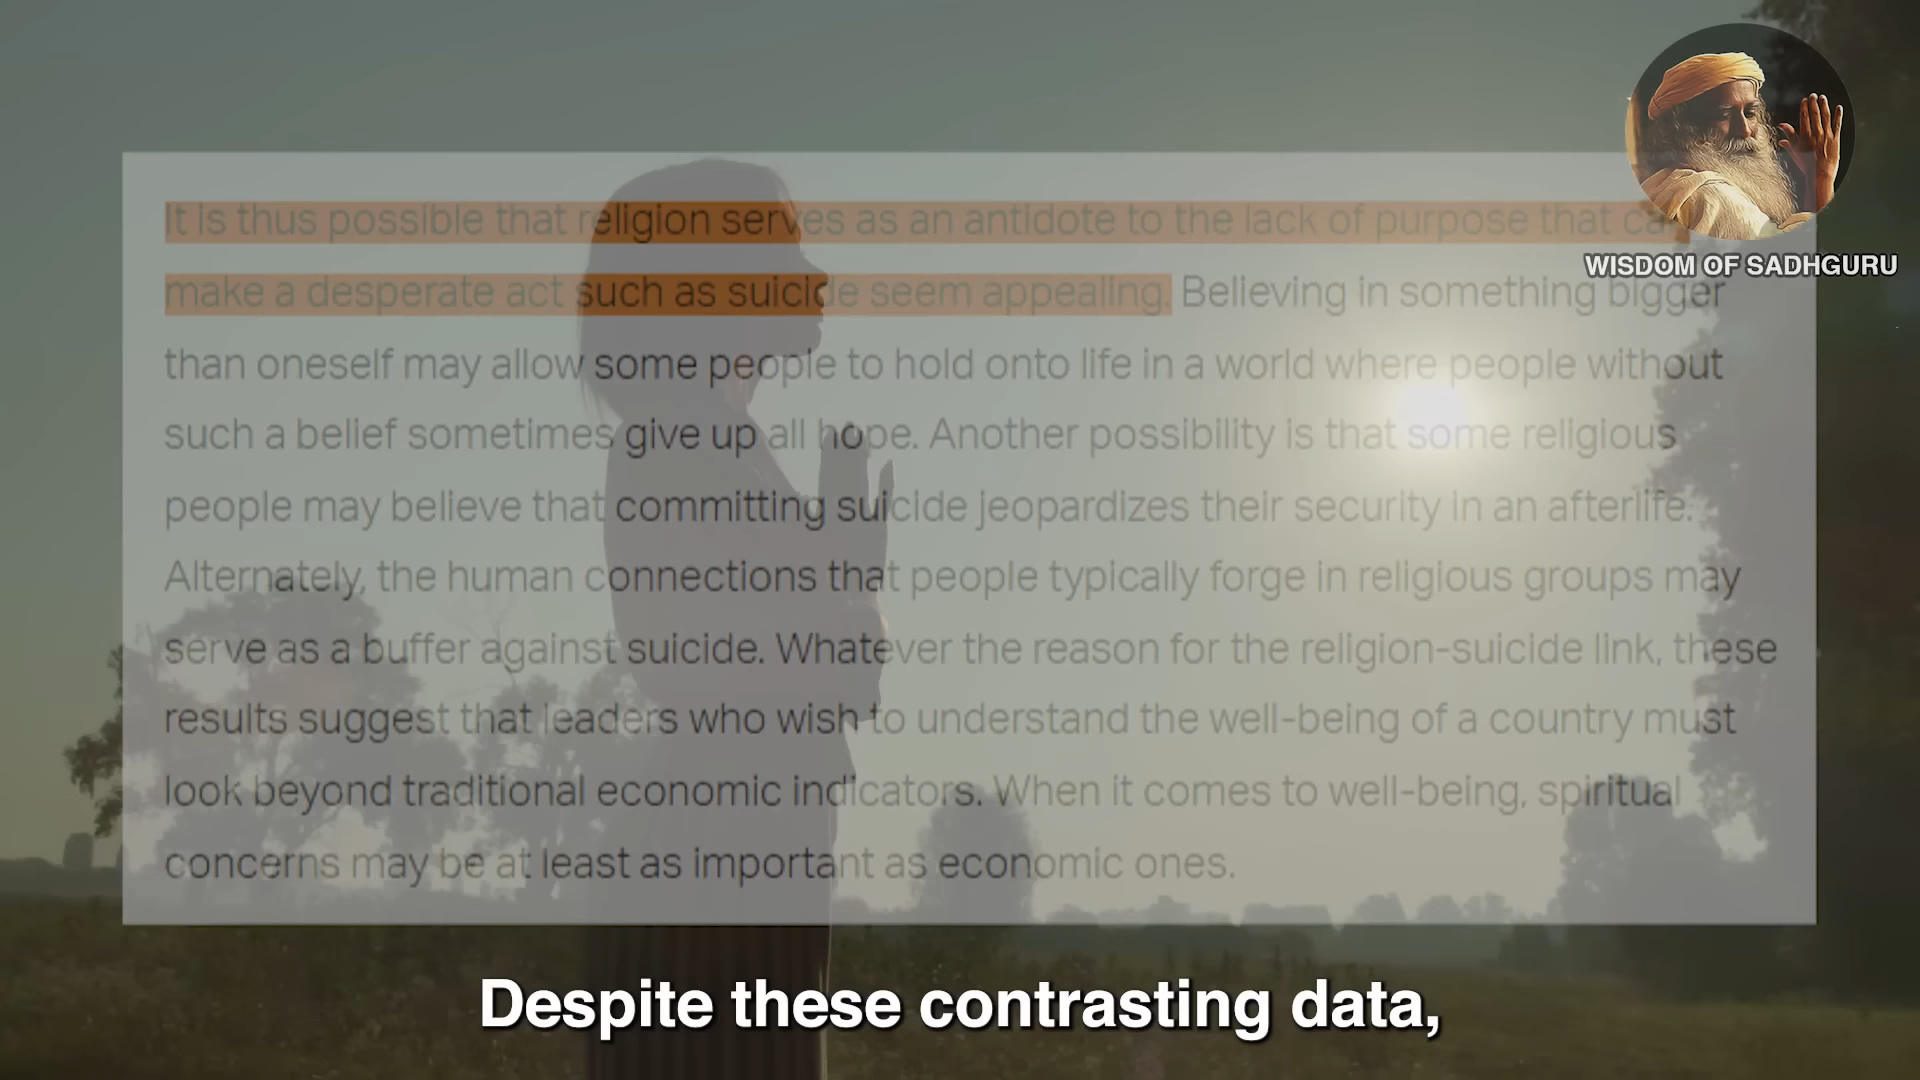 It is thus possible that religion serves as an antidote to the lack of purpose that
make a desperate act such as suicide seem appealing. Believing in something bigger
than oneself may allow some people to hold onto life in a world where people without
such a belief sometimes give up all hope. Another possibility is that some religious
people may believe that committing suicide jeopardizes their security in an afterlife.
Alternately, the human connections that people typically forge in religious groups may
serve as a buffer against suicide. Whatever the reason for the religion-suicide link, these
results suggest that leaders who wish to understand the well-being of a country must
look beyond traditional economic indicators. When it comes to well-being, spiritual
concerns may be at least as important as economic ones.
WISDOM OF SADHGURU
Despite these contrasting data,